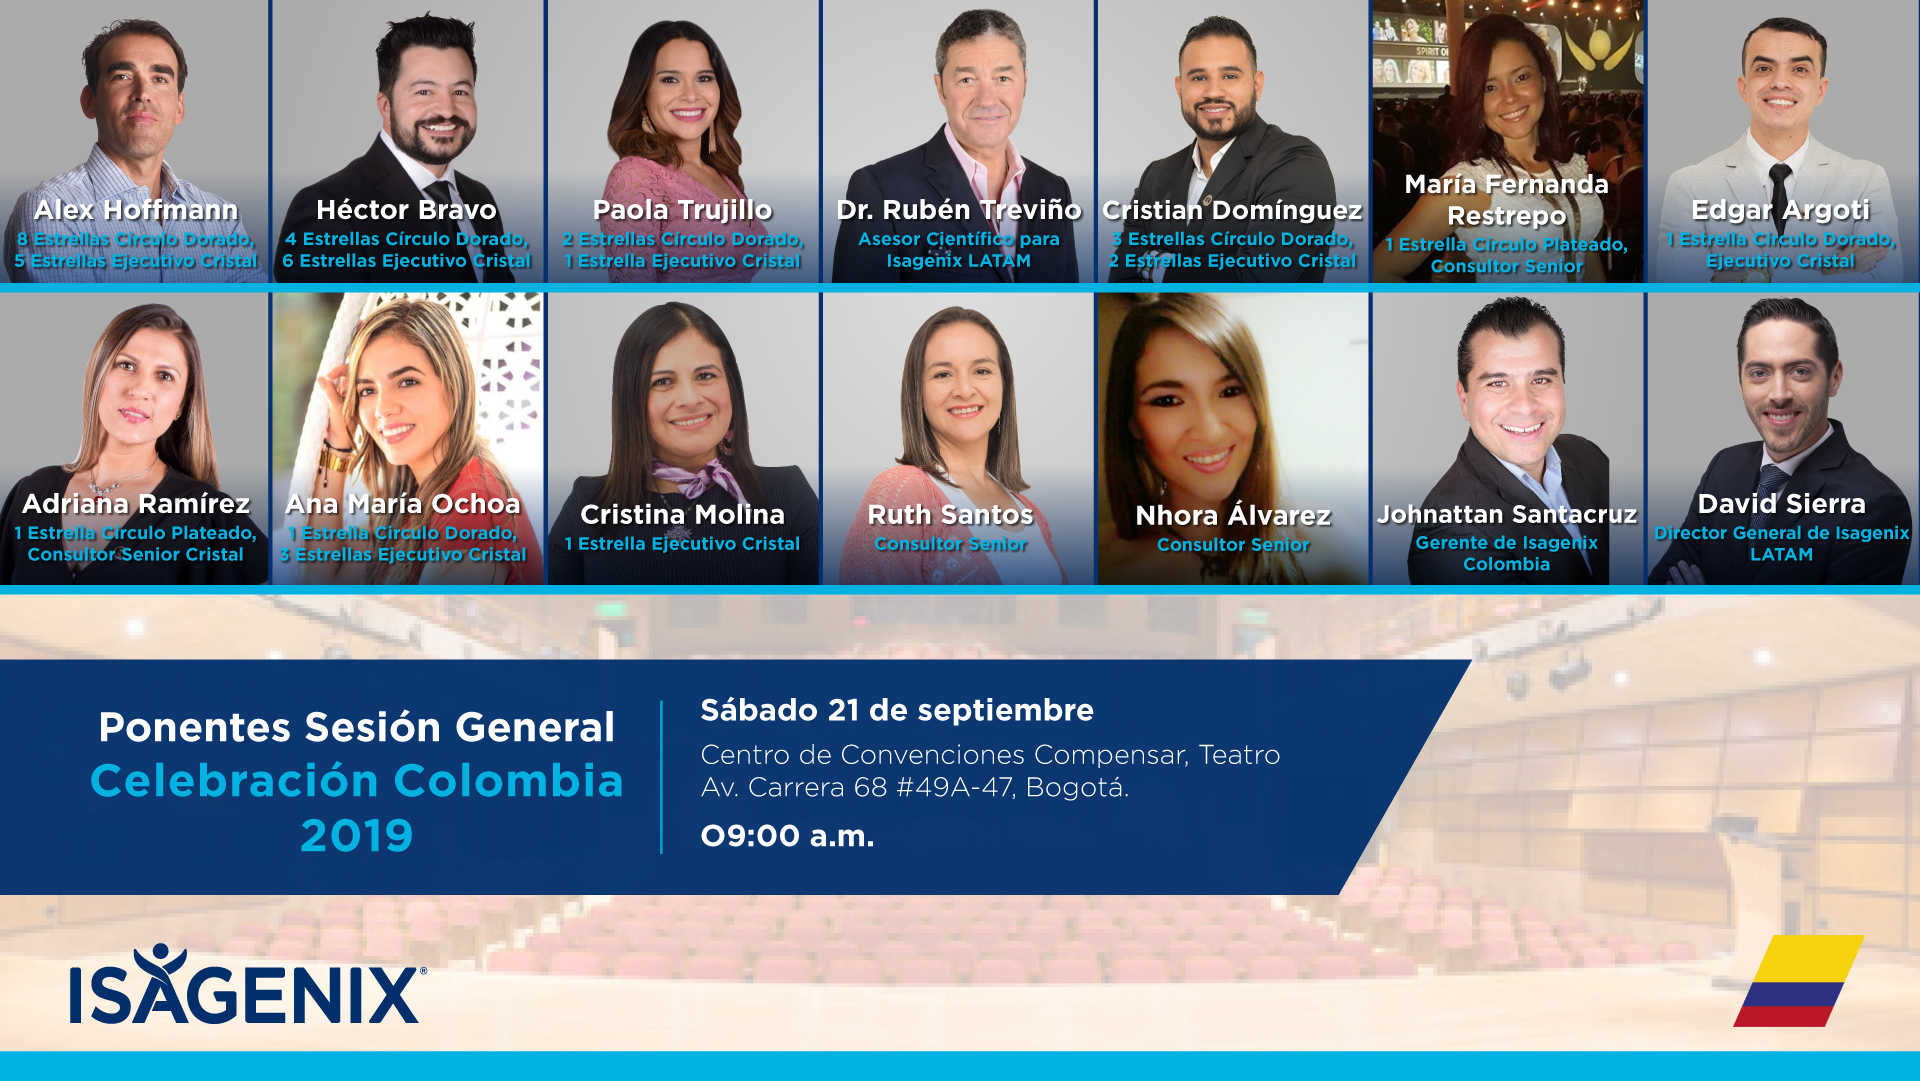 SPIRIT O
Alex Hoffmann
8 Estrellas Círculo Dorado,
5 Estrellas Ejecutivo Cristal
Héctor Bravo
4 Estrellas Círculo Dorado,
6 Estrellas Ejecutivo Cristal
Paola Trujillo
2 Estrellas Círculo Dorado,
1 Estrella Ejecutivo Cristal
Dr. Rubén Treviño
Asesor Científico para
Isagenix LATAM
Cristian Domínguez
3 Estrellas Círculo Dorado,
2 Estrellas Ejecutivo Cristal
María Fernanda
Restrepo
1 Estrella Círculo Plateado,
Consultor Senior
Edgar Argoti
1 Estrella Círculo Dorado,
Ejecutivo Cristal
Adriana Ramírez
1 Estrella Círculo Plateado,
Consultor Senior Cristal
Ana María Ochoa
1 Estrella Círculo Dorado,
3 Estrellas Ejecutivo Cristal
Cristina Molina
1 Estrella Ejecutivo Cristal
Ruth Santos
Consultor Senior
Nhora Álvarez
Consultor Senior
Johnattan Santacruz
Gerente de Isagenix
Colombia
David Sierra
Director General de Isagenix
LATAM
Ponentes Sesión General
Celebración Colombia
2019
Sábado 21 de septiembre
Centro de Convenciones Compensar, Teatro
Av. Carrera 68 #49A-47, Bogotá.
O9:00 a.m.
ISAGENIX®